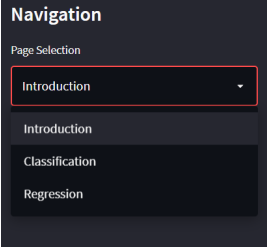 Navigation
Page Selection
Introduction
Introduction
Classification
Regression